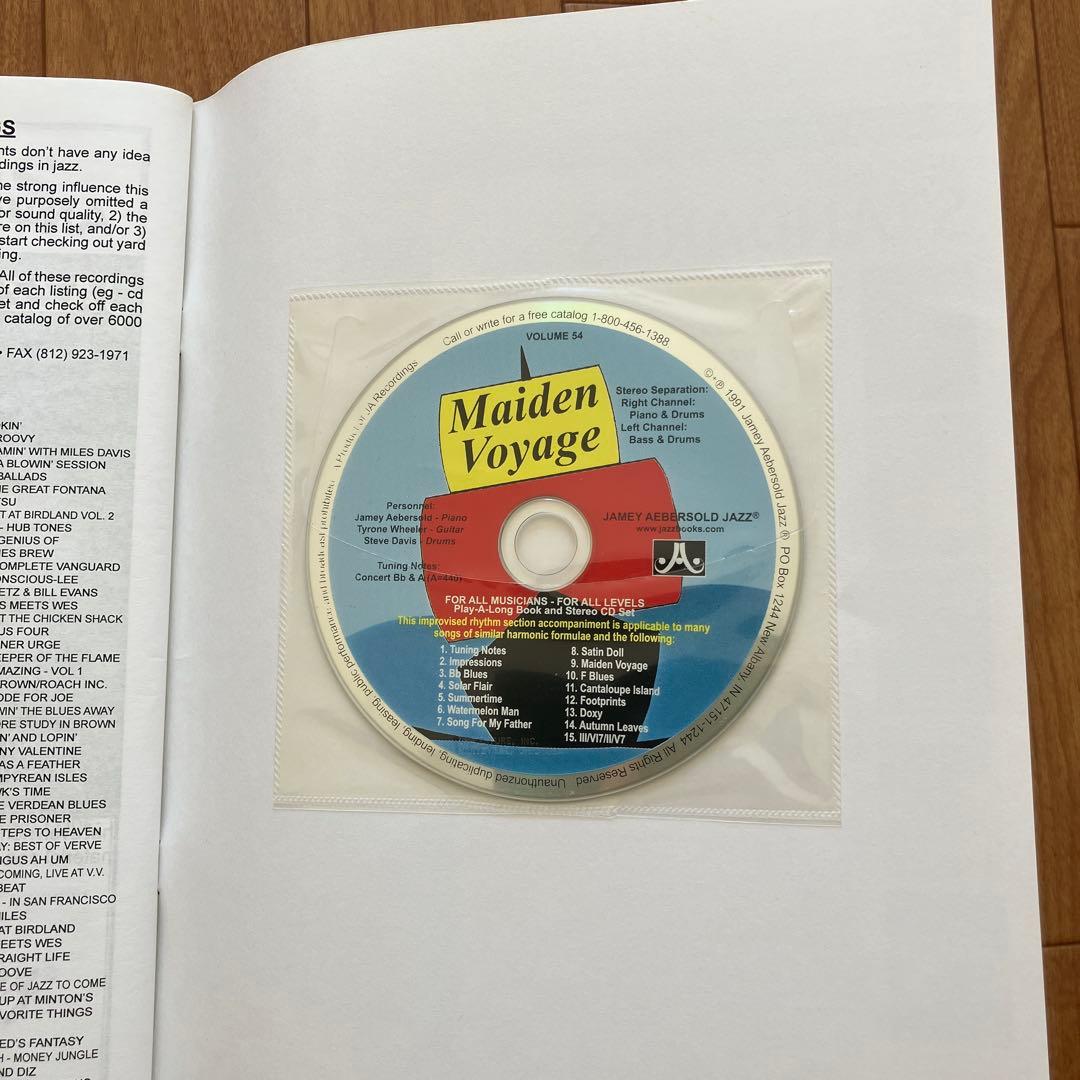 GS
nts don't have any idea
dings in jazz.
he strong influence this
ve purposely omitted a
or sound quality, 2) the
re on this list, and/or 3)
start checking out yard
ing.
All of these recordings
of each listing (eg - cd
et and check off each
catalog of over 6000
• FAX (812) 923-1971
KIN'
ROOVY
AMIN' WITH MILES DAVIS
A BLOWIN' SESSION
BALLADS
HE GREAT FONTANA
TSU
T AT BIRDLAND VOL. 2
- HUB TONES
GENIUS OF
HES BREW
COMPLETE VANGUARD
ONSCIOUS-LEE
ETZ & BILL EVANS
S MEETS WES
T THE CHICKEN SHACK
US FOUR
NER URGE
EEPER OF THE FLAME
MAZING - VOL 1
ROWN/ROACH INC.
ODE FOR JOE
WIN' THE BLUES AWAY
ORE STUDY IN BROWN
N' AND LOPIN'
NY VALENTINE
AS A FEATHER
MPYREAN ISLES
WK'S TIME
E VERDEAN BLUES
E PRISONER
STEPS TO HEAVEN
Y: BEST OF VERVE
NGUS AH UM
COMING, LIVE AT V.V.
BEAT
- IN SAN FRANCISCO
ILES
AT BIRDLAND
EETS WES
RAIGHT LIFE
OOVE
E OF JAZZ TO COME
UP AT MINTON'S
VORITE THINGS
ED'S FANTASY
H - MONEY JUNGLE
ND DIZ
Call or write for a free catalog 1-800-456-1388
VOLUME 54
Maiden
Voyage
Stereo Separation:
Right Channel:
Piano & Drums
Left Channel:
Bass & Drums
Personnel:
Jamey Aebersold - Piano
Tyrone Wheeler - Guitar
Steve Davis - Drums
Tuning Notes:
Concert Bb & A (A=440)
JAMEY AEBERSOLD JAZZ®
www.jazzbooks.com
JA
FOR ALL MUSICIANS - FOR ALL LEVELS
Play-A-Long Book and Stereo CD Set
This improvised rhythm section accompaniment is applicable to many
songs of similar harmonic formulae and the following:
1. Tuning Notes
2. Impressions
3. Bb Blues
4. Solar Flair
5. Summertime
6. Watermelon Man
7. Song For My Father
8. Satin Doll
9. Maiden Voyage
10. F Blues
11. Cantaloupe Island
12. Footprints
13. Doxy
14. Autumn Leaves
15. III/VI7/II/V7
©•℗ 1991 Jamey Aebersold Jazz® PO Box 1244 New Albany, IN 47151-1244 All Rights Reserved
Unauthorized duplicating, lending, leasing, public performance and broadcast prohibited. A Product of JA Recordings